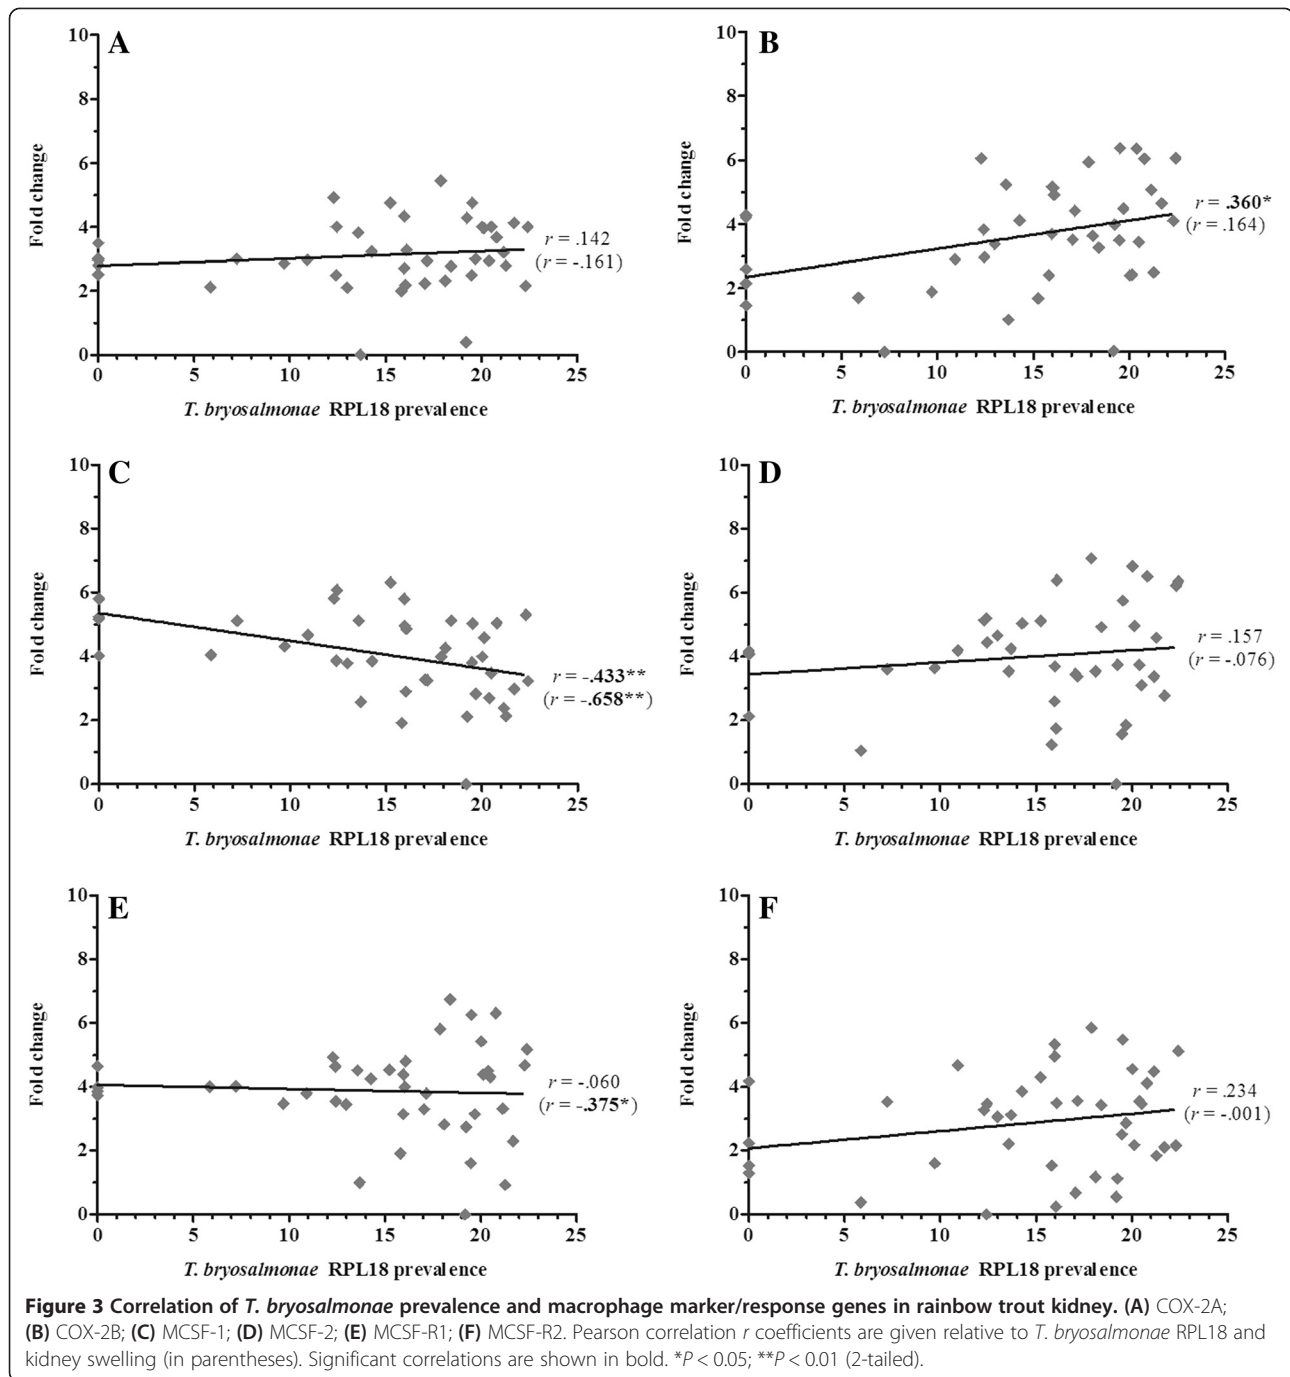 A
10
8
6
4
2
0
Fold change
0 5 10 15 20 25
T. bryosalmonae RPL18 prevalence
r = .142
(r = -.161)
B
10
8
6
4
2
0
Fold change
0 5 10 15 20 25
T. bryosalmonae RPL18 prevalence
r = .360*
(r = .164)
C
10
8
6
4
2
0
Fold change
0 5 10 15 20 25
T. bryosalmonae RPL18 prevalence
r = -.433**
(r = -.658**)
D
10
8
6
4
2
0
Fold change
0 5 10 15 20 25
T. bryosalmonae RPL18 prevalence
r = .157
(r = -.076)
E
10
8
6
4
2
0
Fold change
0 5 10 15 20 25
T. bryosalmonae RPL18 prevalence
r = -.060
(r = -.375*)
F
10
8
6
4
2
0
Fold change
0 5 10 15 20 25
T. bryosalmonae RPL18 prevalence
r = .234
(r = -.001)
Figure 3 Correlation of T. bryosalmonae prevalence and macrophage marker/response genes in rainbow trout kidney. (A) COX-2A;
(B) COX-2B; (C) MCSF-1; (D) MCSF-2; (E) MCSF-R1; (F) MCSF-R2. Pearson correlation r coefficients are given relative to T. bryosalmonae RPL18 and
kidney swelling (in parentheses). Significant correlations are shown in bold. *P < 0.05; **P < 0.01 (2-tailed).